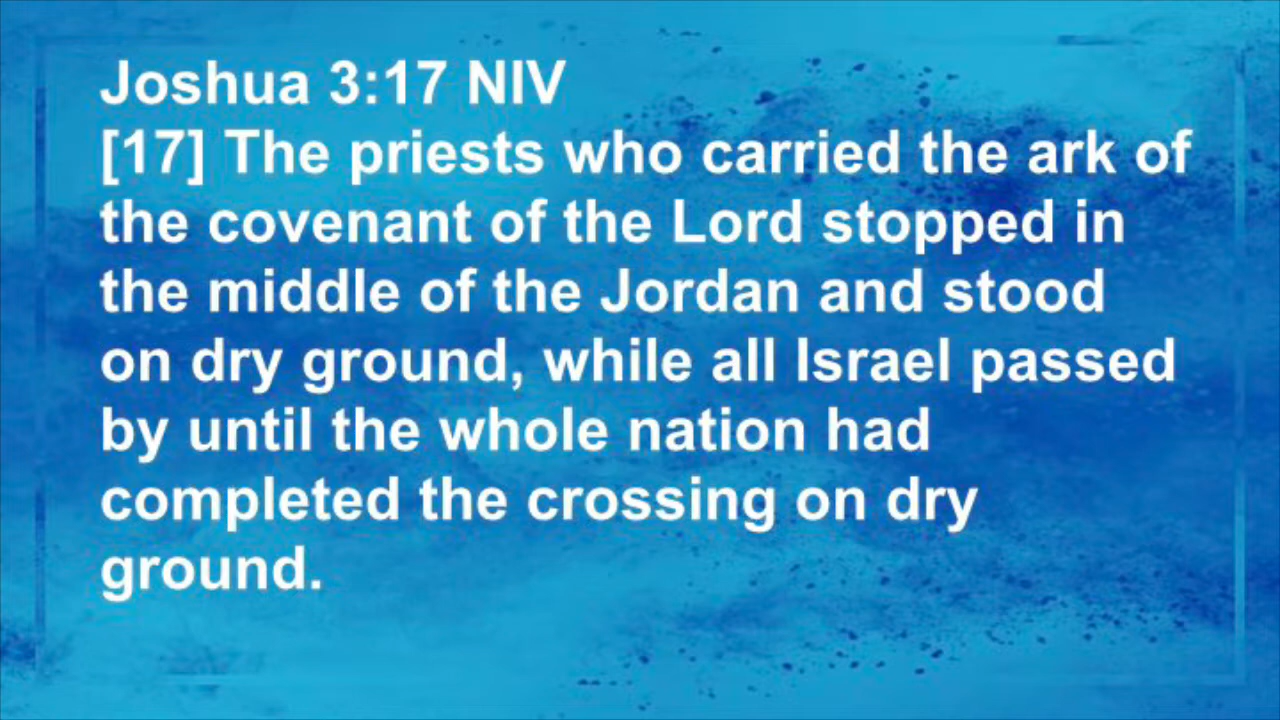 Joshua 3:17 NIV
[17] The priests who carried the ark of
the covenant of the Lord stopped in
the middle of the Jordan and stood
on dry ground, while all Israel passed
by until the whole nation had
completed the crossing on dry
ground.